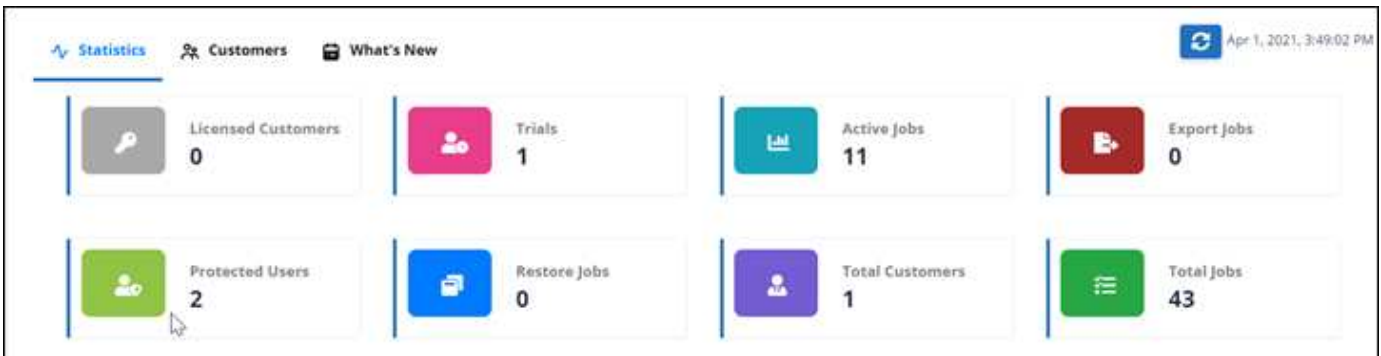 Statistics Customers What's New Apr 1, 2021, 3:49:02 PM
Licensed Customers Trials Active Jobs Export Jobs
0 1 11 0
Protected Users Restore Jobs Total Customers Total Jobs
2 0 1 43